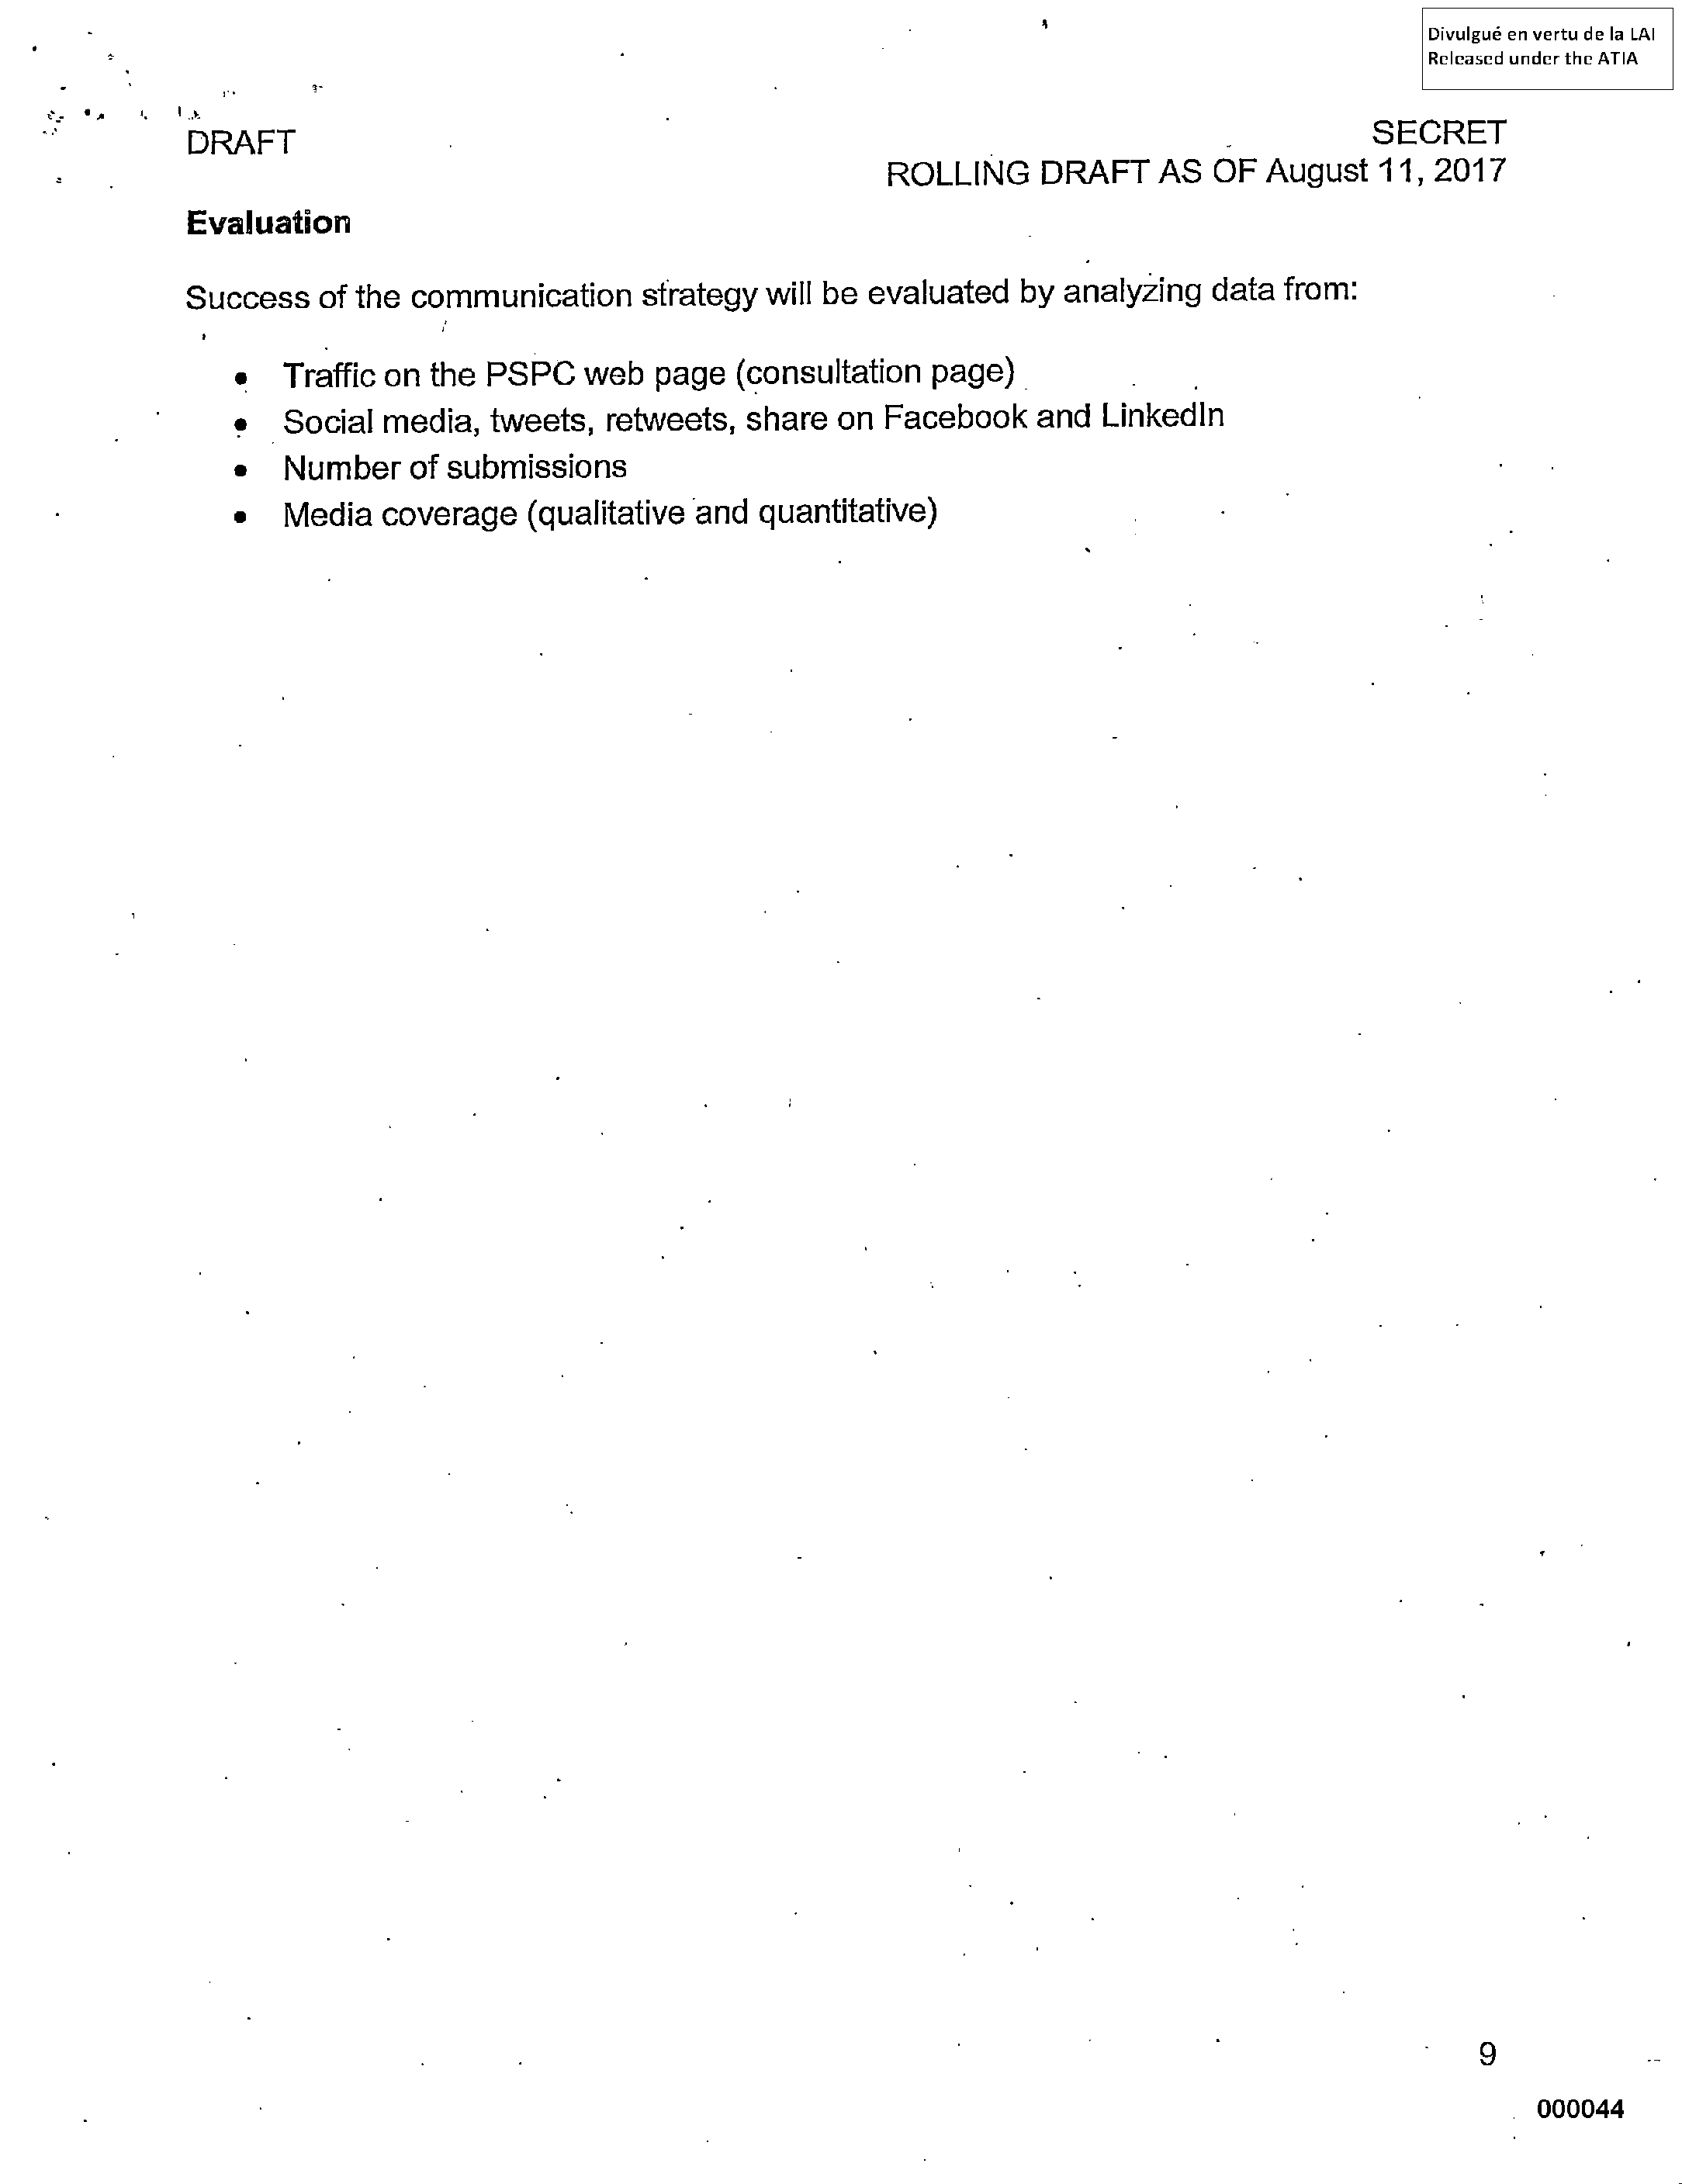 Divulgué en vertu de la LAI
Released under the ATIA
DRAFT
SECRET
ROLLING DRAFT AS OF August 11, 2017
Evaluation
Success of the communication strategy will be evaluated by analyzing data from:
• Traffic on the PSPC web page (consultation page)
• Social media, tweets, retweets, share on Facebook and LinkedIn
• Number of submissions
• Media coverage (qualitative and quantitative)
9
000044